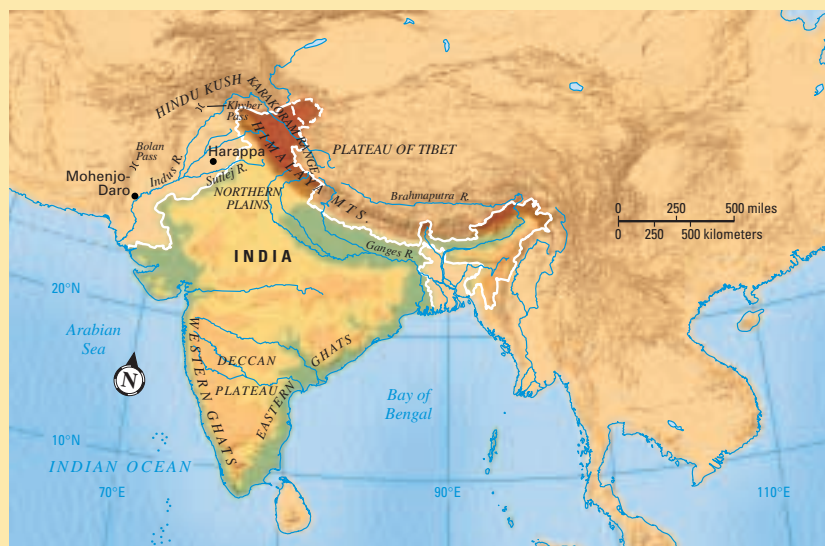 HINDU KUSH
KARAKORAM RANGE
Khyber
Pass
Bolan
Pass
Harappa
HIMALAYA MTS.
PLATEAU OF TIBET
Mohenjo-
Daro
Indus R.
Sutlej R.
NORTHERN
PLAINS
Brahmaputra R.
0 250 500 miles
0 250 500 kilometers
INDIA
Ganges R.
20°N
Arabian
Sea
WESTERN GHATS
DECCAN
PLATEAU
EASTERN GHATS
N
Bay of
Bengal
10°N
INDIAN OCEAN
70°E
90°E
110°E